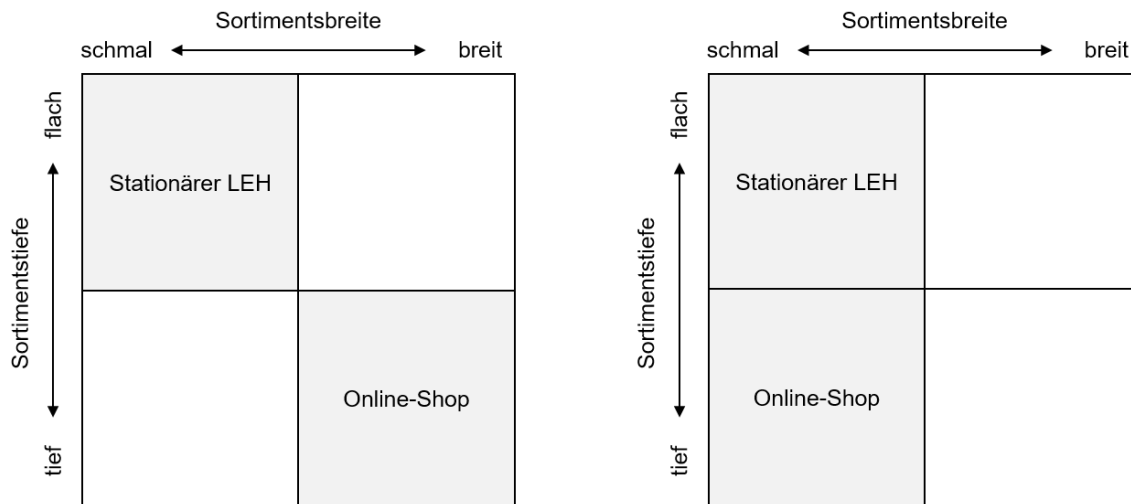 Sortimentsbreite
schmal breit
flach
Sortimentstiefe
tief
Stationärer LEH
Online-Shop
Sortimentsbreite
schmal breit
flach
Sortimentstiefe
tief
Stationärer LEH
Online-Shop